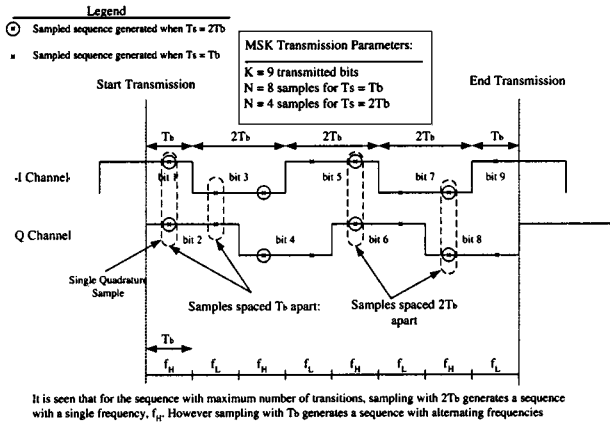 Legend
Sampled sequence generated when Ts = 2Tb
Sampled sequence generated when Ts = Tb
MSK Transmission Parameters:
K = 9 transmitted bits
N = 8 samples for Ts = Tb
N = 4 samples for Ts = 2Tb
Start Transmission
End Transmission
Tb 2Tb 2Tb 2Tb Tb
-I Channel-
bit 1 bit 3 bit 5 bit 7 bit 9
Q Channel
bit 2 bit 4 bit 6 bit 8
Single Quadrature
Sample
Samples spaced Tb apart:
Samples spaced 2Tb
apart
Tb
fH fL fH fL fH fL fH fL
It is seen that for the sequence with maximum number of transitions, sampling with 2Tb generates a sequence
with a single frequency, fH. However sampling with Tb generates a sequence with alternating frequencies